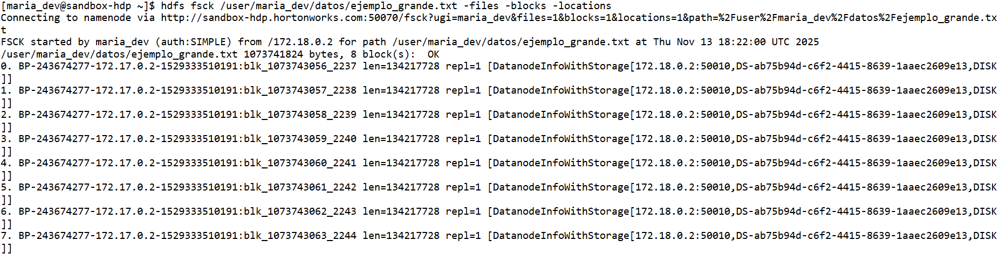 [maria_dev@sandbox-hdp ~]$ hdfs fsck /user/maria_dev/datos/ejemplo_grande.txt -files -blocks -locations
Connecting to namenode via http://sandbox-hdp.hortonworks.com:50070/fsck?ugi=maria_dev&files=1&blocks=1&locations=1&path=%2Fuser%2Fmaria_dev%2Fdatos%2Fejemplo_grande.tx
t
FSCK started by maria_dev (auth:SIMPLE) from /172.18.0.2 for path /user/maria_dev/datos/ejemplo_grande.txt at Thu Nov 13 18:22:00 UTC 2025
/user/maria_dev/datos/ejemplo_grande.txt 1073741824 bytes, 8 block(s):  OK
0. BP-243674277-172.17.0.2-1529333510191:blk_1073743056_2237 len=134217728 repl=1 [DatanodeInfoWithStorage[172.18.0.2:50010,DS-ab75b94d-c6f2-4415-8639-1aaec2609e13,DISK
]]
1. BP-243674277-172.17.0.2-1529333510191:blk_1073743057_2238 len=134217728 repl=1 [DatanodeInfoWithStorage[172.18.0.2:50010,DS-ab75b94d-c6f2-4415-8639-1aaec2609e13,DISK
]]
2. BP-243674277-172.17.0.2-1529333510191:blk_1073743058_2239 len=134217728 repl=1 [DatanodeInfoWithStorage[172.18.0.2:50010,DS-ab75b94d-c6f2-4415-8639-1aaec2609e13,DISK
]]
3. BP-243674277-172.17.0.2-1529333510191:blk_1073743059_2240 len=134217728 repl=1 [DatanodeInfoWithStorage[172.18.0.2:50010,DS-ab75b94d-c6f2-4415-8639-1aaec2609e13,DISK
]]
4. BP-243674277-172.17.0.2-1529333510191:blk_1073743060_2241 len=134217728 repl=1 [DatanodeInfoWithStorage[172.18.0.2:50010,DS-ab75b94d-c6f2-4415-8639-1aaec2609e13,DISK
]]
5. BP-243674277-172.17.0.2-1529333510191:blk_1073743061_2242 len=134217728 repl=1 [DatanodeInfoWithStorage[172.18.0.2:50010,DS-ab75b94d-c6f2-4415-8639-1aaec2609e13,DISK
]]
6. BP-243674277-172.17.0.2-1529333510191:blk_1073743062_2243 len=134217728 repl=1 [DatanodeInfoWithStorage[172.18.0.2:50010,DS-ab75b94d-c6f2-4415-8639-1aaec2609e13,DISK
]]
7. BP-243674277-172.17.0.2-1529333510191:blk_1073743063_2244 len=134217728 repl=1 [DatanodeInfoWithStorage[172.18.0.2:50010,DS-ab75b94d-c6f2-4415-8639-1aaec2609e13,DISK
]]